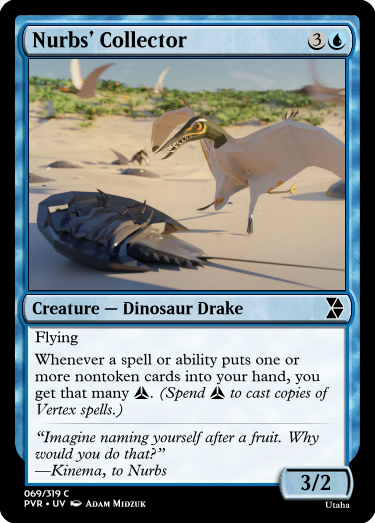 Nurbs' Collector 3
Creature — Dinosaur Drake
Flying
Whenever a spell or ability puts one or
more nontoken cards into your hand, you
get that many . (Spend to cast copies of
Vertex spells.)
“Imagine naming yourself after a fruit. Why
would you do that?”
—Kinema, to Nurbs
3/2
069/319 C
PVR • UV Adam Midzuk
Utaha